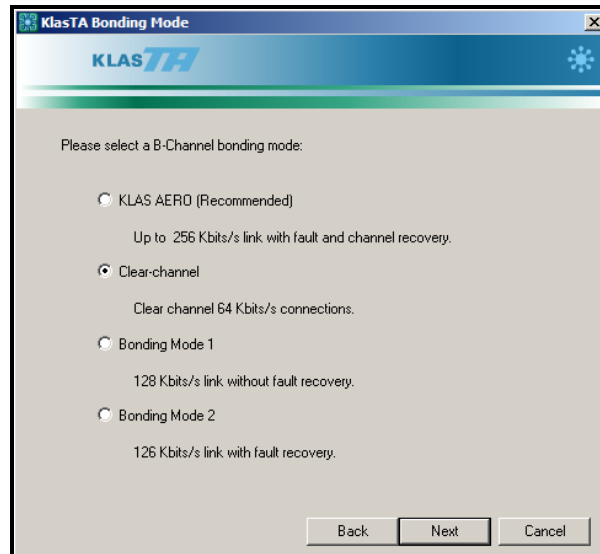 KlasTA Bonding Mode
KLAS TA
Please select a B-Channel bonding mode:
KLAS AERO (Recommended)
Up to 256 Kbits/s link with fault and channel recovery.
Clear-channel
Clear channel 64 Kbits/s connections.
Bonding Mode 1
128 Kbits/s link without fault recovery.
Bonding Mode 2
126 Kbits/s link with fault recovery.
Back Next Cancel